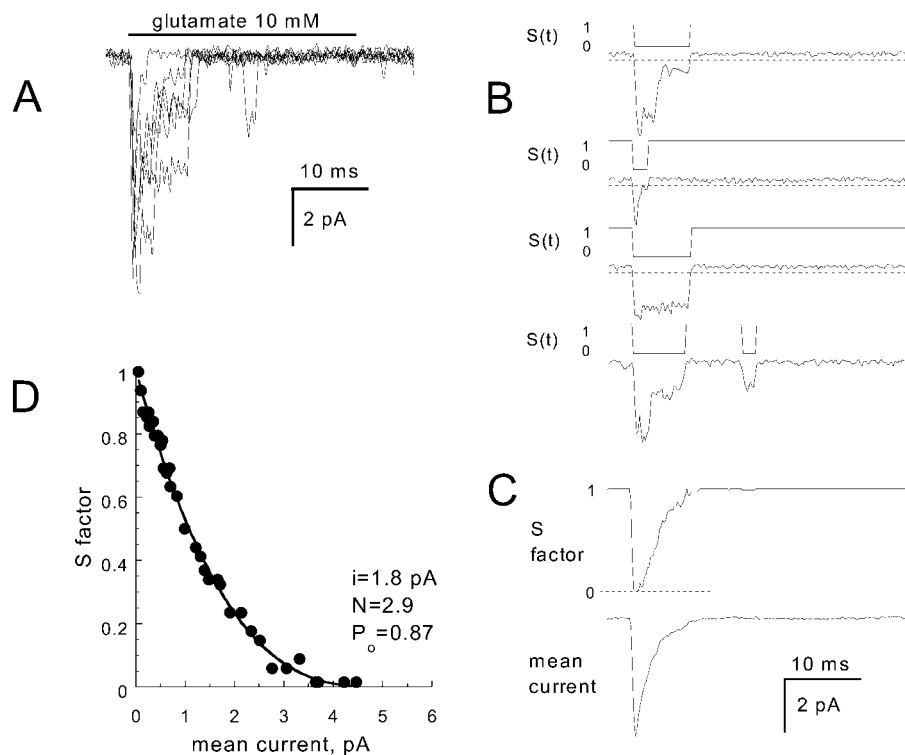 A
glutamate 10 mM
10 ms
2 pA
B
S(t) 1
0
S(t) 1
0
S(t) 1
0
S(t) 1
0
D
1
0.8
0.6
0.4
0.2
0
S factor
0 1 2 3 4 5 6
mean current, pA
i=1.8 pA
N=2.9
Po=0.87
C
1
S
factor
0
mean
current
10 ms
2 pA